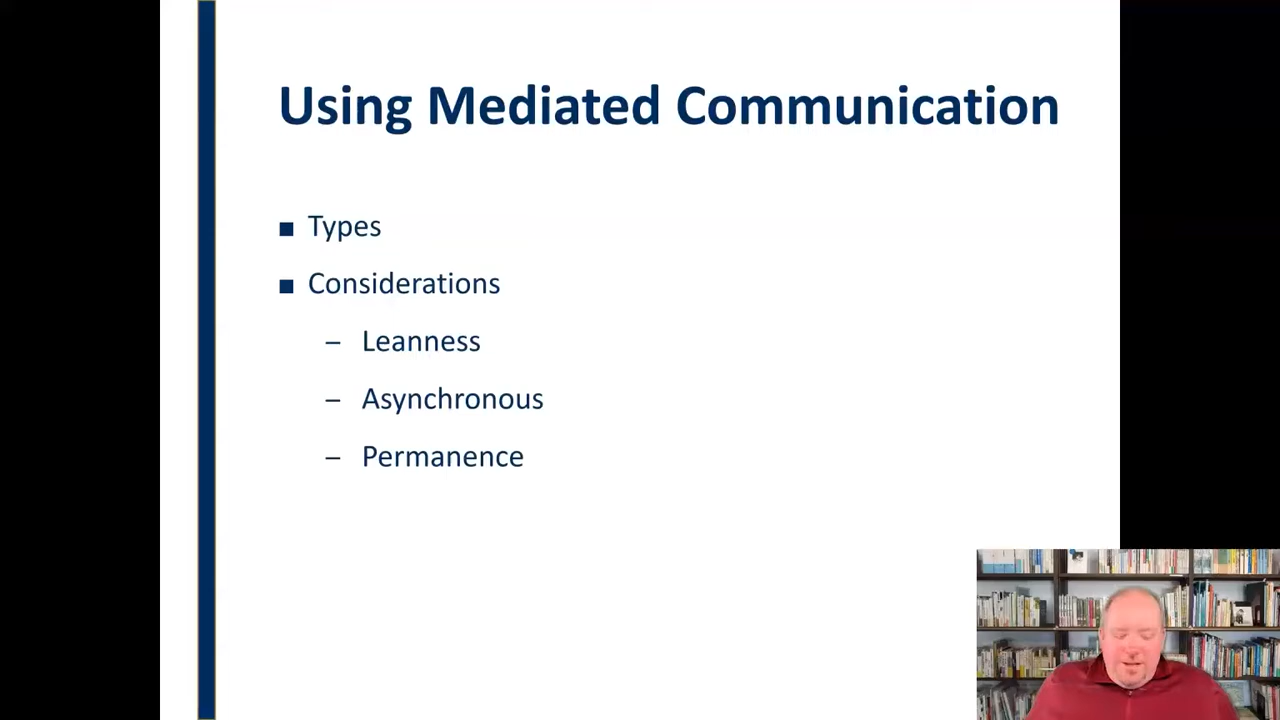 Using Mediated Communication
■ Types
■ Considerations
– Leanness
– Asynchronous
– Permanence